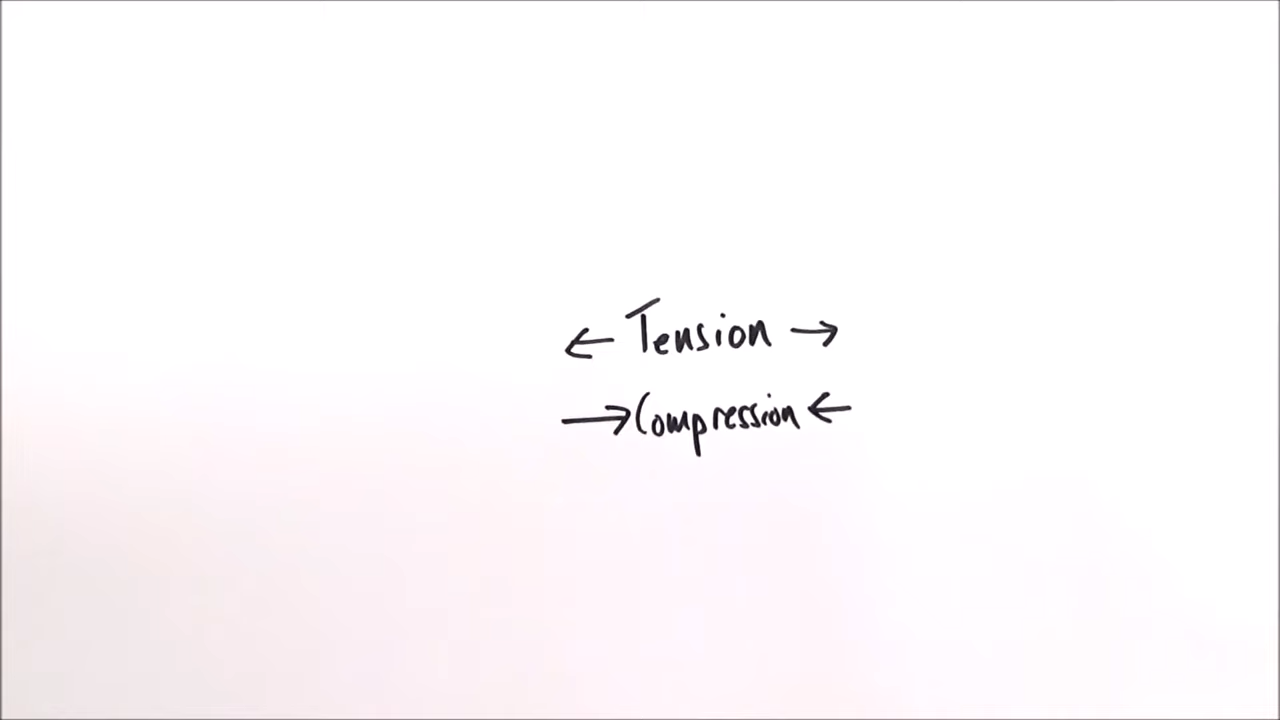 ← Tension →
→ Compression ←